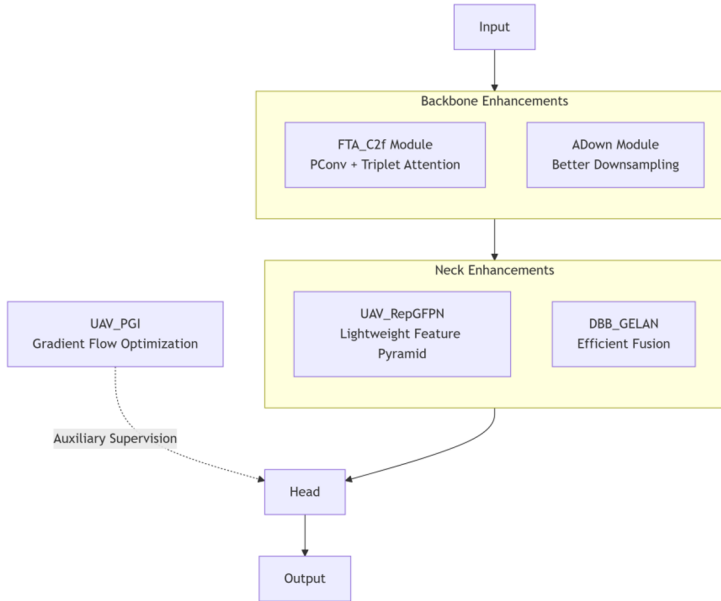 Input
Backbone Enhancements
FTA_C2f Module
PConv + Triplet Attention
ADown Module
Better Downsampling
Neck Enhancements
UAV_RepGFPN
Lightweight Feature
Pyramid
DBB_GELAN
Efficient Fusion
UAV_PGI
Gradient Flow Optimization
Auxiliary Supervision
Head
Output